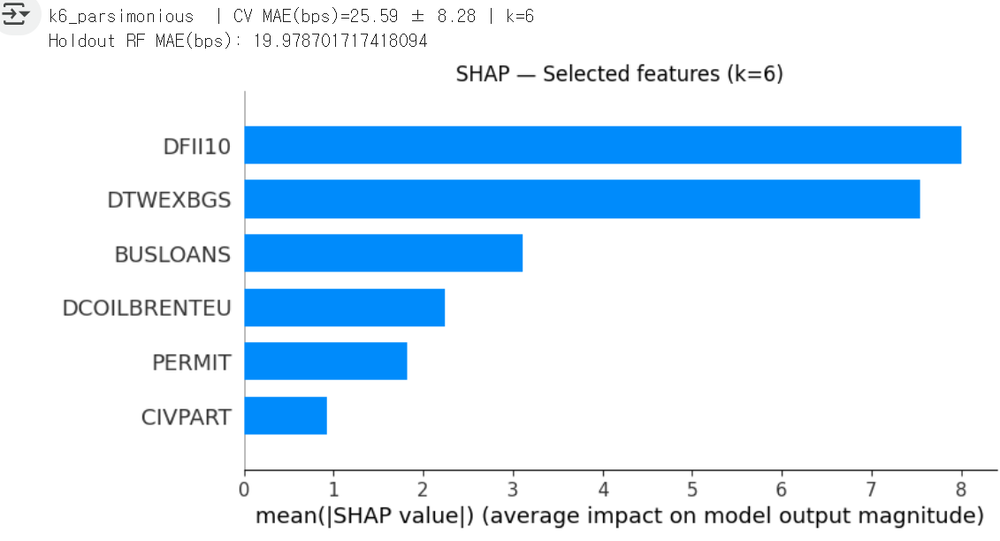 k6_parsimonious  | CV MAE(bps)=25.59 ± 8.28 | k=6
Holdout RF MAE(bps): 19.978701717418094
SHAP — Selected features (k=6)
DFII10
DTWEXBGS
BUSLOANS
DCOILBRENTEU
PERMIT
CIVPART
0 1 2 3 4 5 6 7 8
mean(|SHAP value|) (average impact on model output magnitude)